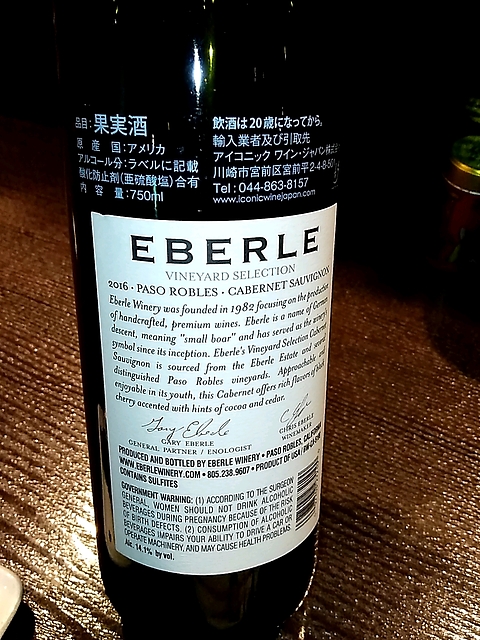 品目:果実酒
原産国:アメリカ
アルコール分:ラベルに記載
酸化防止剤(亜硫酸塩)含有
内容量:750ml
飲酒は20歳になってから。
輸入業者及び引取先
アイコニック ワイン・ジャパン株式
川崎市宮前区宮前平2-4-8-50
Tel:044-863-8157
www.iconicwinejapan.com
EBERLE
VINEYARD SELECTION
2016 · PASO ROBLES · CABERNET SAUVIGNON
Eberle Winery was founded in 1982 focusing on the production
of handcrafted, premium wines. Eberle is a name of German
descent, meaning "small boar" and has served as the winery's
symbol since its inception. Eberle's Vineyard Selection Cabernet
Sauvignon is sourced from the Eberle Estate and several
distinguished Paso Robles vineyards. Approachable and
enjoyable in its youth, this Cabernet offers rich flavors of black
cherry accented with hints of cocoa and cedar.
Gary Eberle
GARY EBERLE
GENERAL PARTNER / ENOLOGIST
CHRIS EBERLE
WINEMAKER
PRODUCED AND BOTTLED BY EBERLE WINERY • PASO ROBLES, CALIFORNIA
WWW.EBERLEWINERY.COM • 805.238.9607 • PRODUCT OF USA
CONTAINS SULFITES
GOVERNMENT WARNING: (1) ACCORDING TO THE SURGEON
GENERAL, WOMEN SHOULD NOT DRINK ALCOHOLIC
BEVERAGES DURING PREGNANCY BECAUSE OF THE RISK
OF BIRTH DEFECTS. (2) CONSUMPTION OF ALCOHOLIC
BEVERAGES IMPAIRS YOUR ABILITY TO DRIVE A CAR OR
OPERATE MACHINERY, AND MAY CAUSE HEALTH PROBLEMS.
Alc. 14.1% by vol.